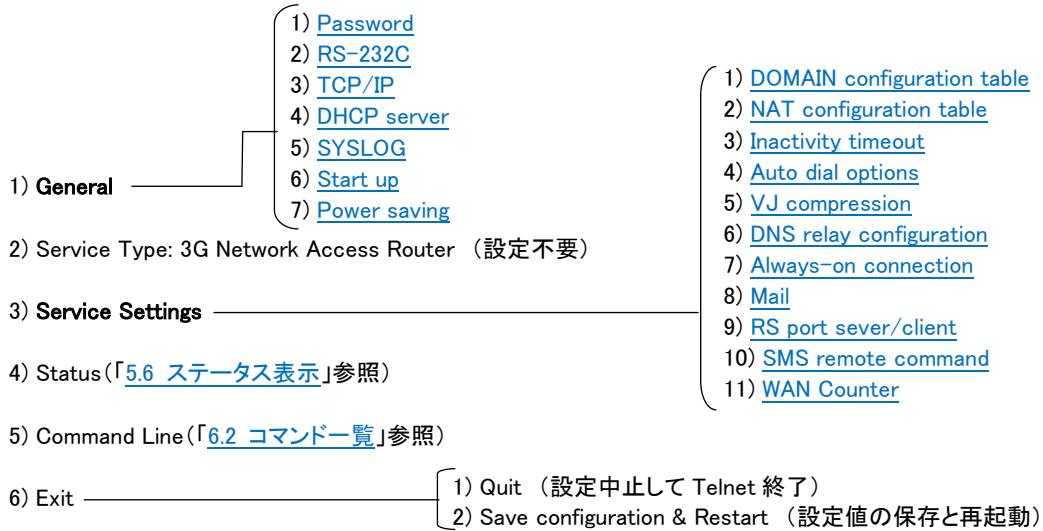 1) General
1) Password
2) RS-232C
3) TCP/IP
4) DHCP server
5) SYSLOG
6) Start up
7) Power saving
2) Service Type: 3G Network Access Router （設定不要）
3) Service Settings
1) DOMAIN configuration table
2) NAT configuration table
3) Inactivity timeout
4) Auto dial options
5) VJ compression
6) DNS relay configuration
7) Always-on connection
8) Mail
9) RS port sever/client
10) SMS remote command
11) WAN Counter
4) Status（「5.6 ステータス表示」参照）
5) Command Line（「6.2 コマンド一覧」参照）
6) Exit
1) Quit （設定中止して Telnet 終了）
2) Save configuration & Restart （設定値の保存と再起動）